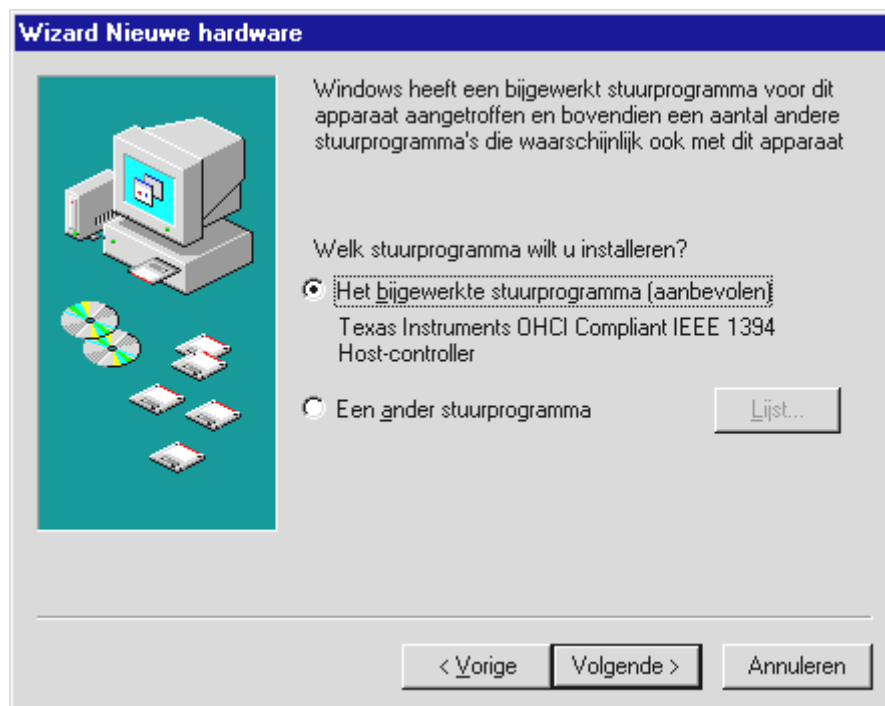 Wizard Nieuwe hardware
Windows heeft een bijgewerkt stuurprogramma voor dit
apparaat aangetroffen en bovendien een aantal andere
stuurprogramma's die waarschijnlijk ook met dit apparaat
Welk stuurprogramma wilt u installeren?
Het bijgewerkte stuurprogramma (aanbevolen)
Texas Instruments OHCI Compliant IEEE 1394
Host-controller
Een ander stuurprogramma
Lijst...
< Vorige
Volgende >
Annuleren